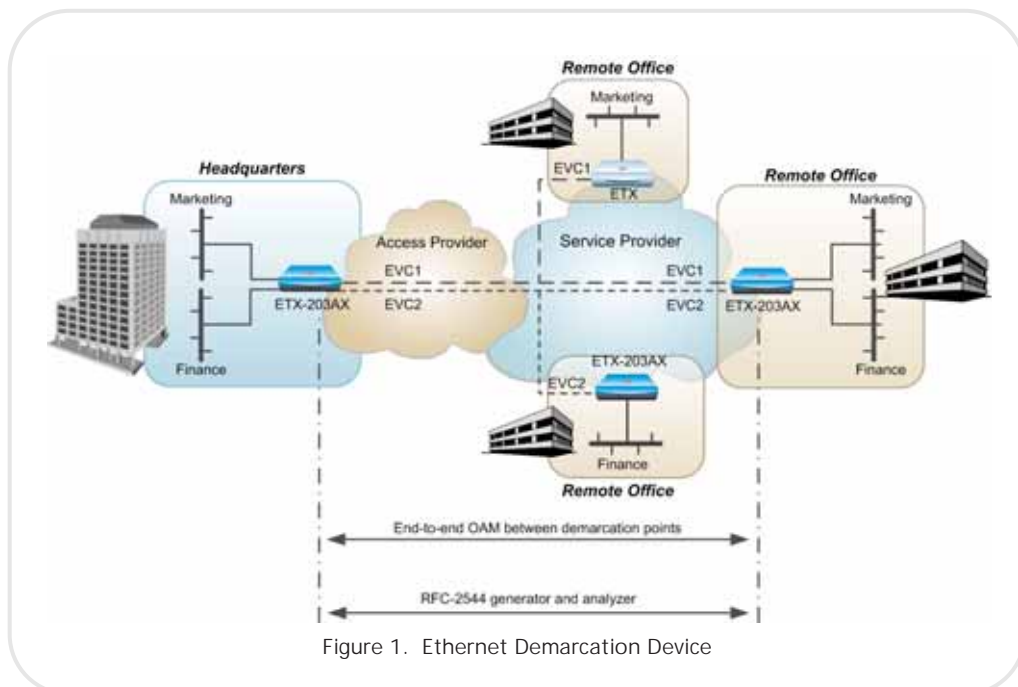 Remote Office
Marketing
EVC1
ETX
Headquarters
Marketing
Finance
ETX-203AX
Access Provider
Service Provider
EVC1
EVC2
EVC1
EVC2
Remote Office
Marketing
ETX-203AX
Finance
ETX-203AX
EVC2
Finance
Remote Office
End-to-end OAM between demarcation points
RFC-2544 generator and analyzer
Figure 1. Ethernet Demarcation Device